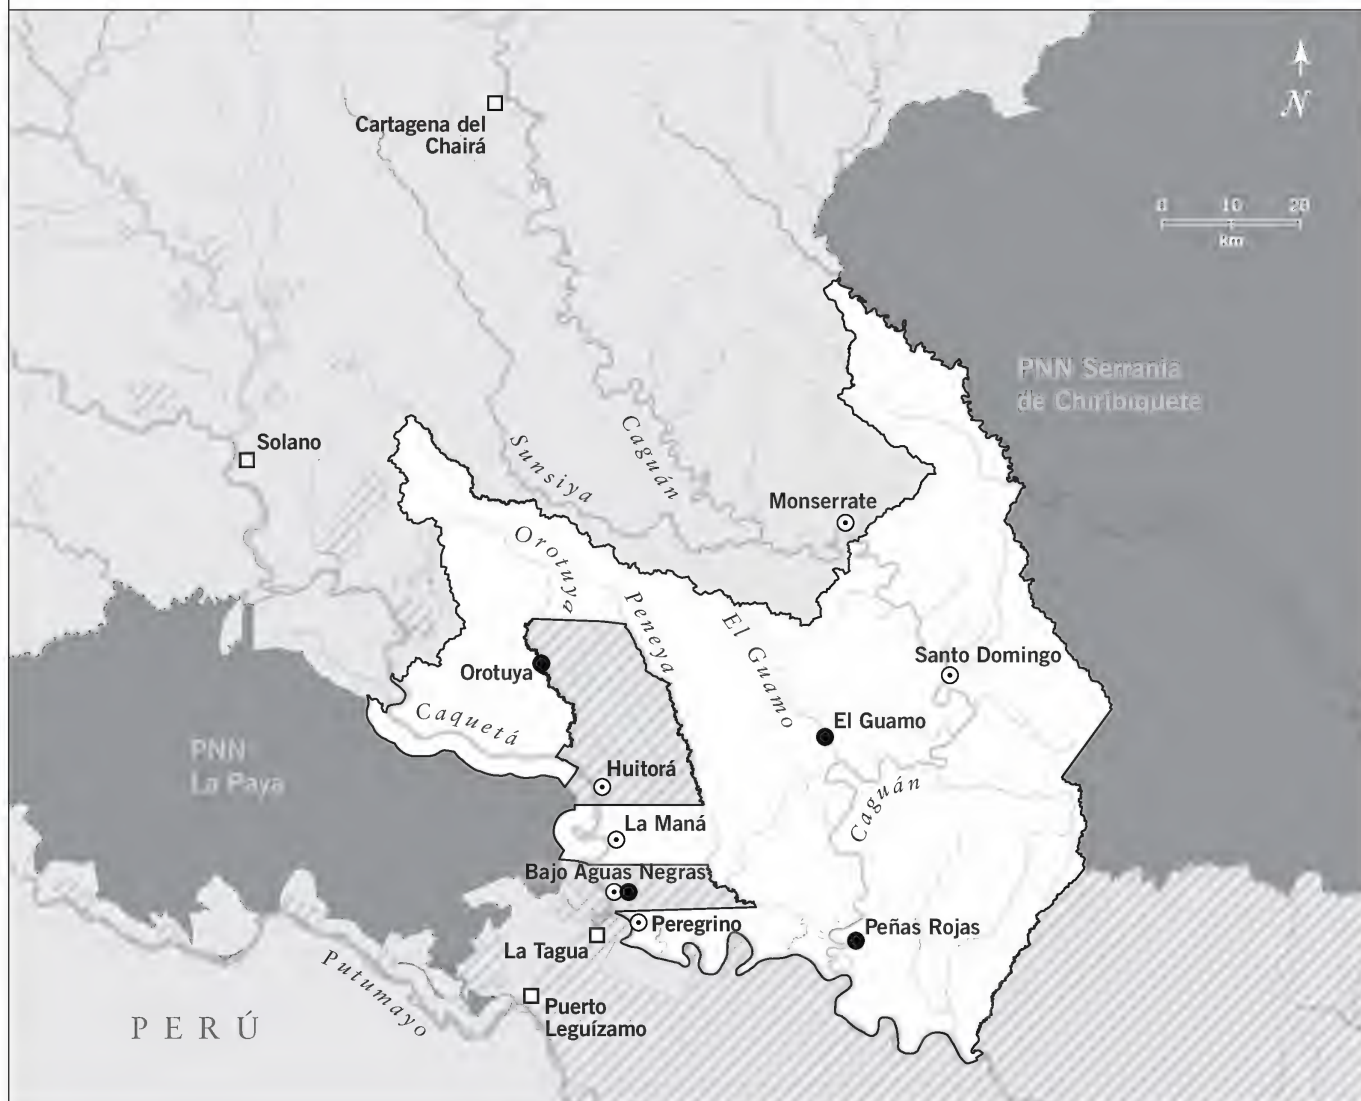 N
Cartagena del
Chairá
0 10 20
km
PNN Serranía
de Chiribiquete
Solano
Sunsiya
Caguán
Monserrate
Orotuya
Peneya
El Guamo
Santo Domingo
Orotuya
El Guamo
Caquetá
PNN
La Paya
Huitorá
Caguán
La Maná
Bajo Aguas Negras
Peregrino
Peñas Rojas
La Tagua
Putumayo
Puerto
Leguízamo
PERÚ